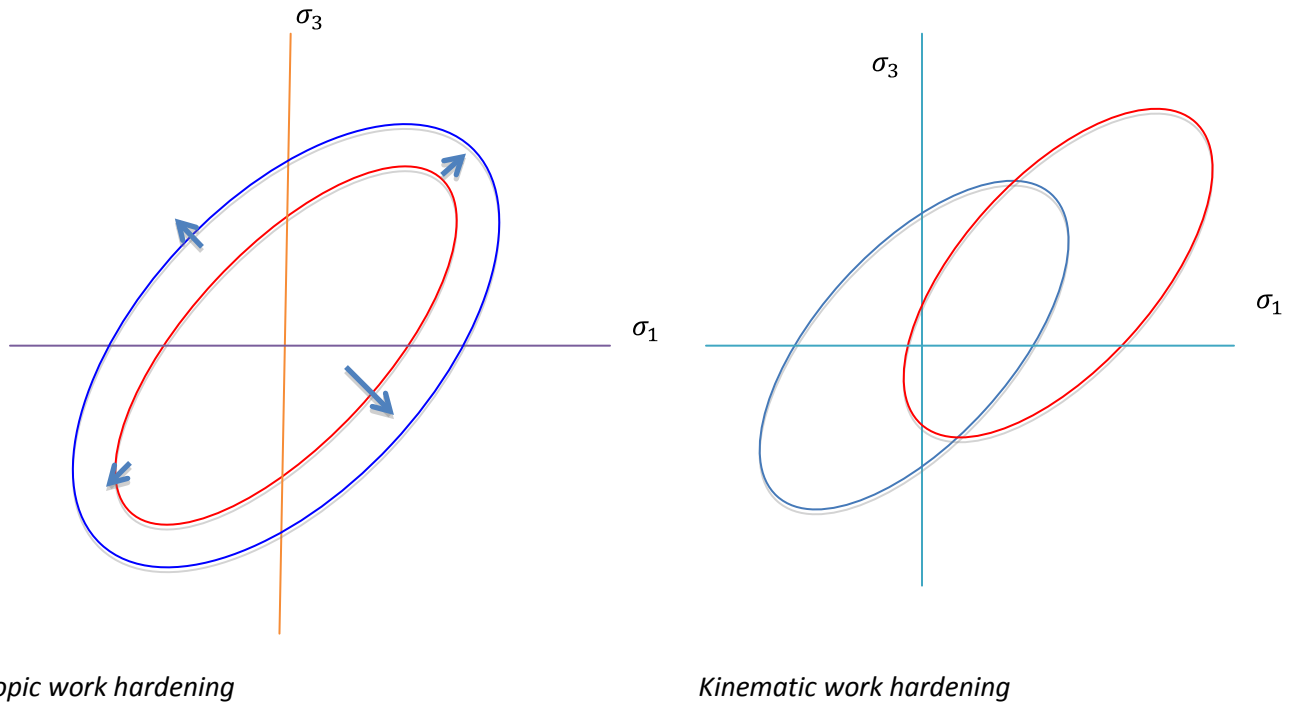 σ₃
σ₃
σ₁
σ₁
opic work hardening
Kinematic work hardening